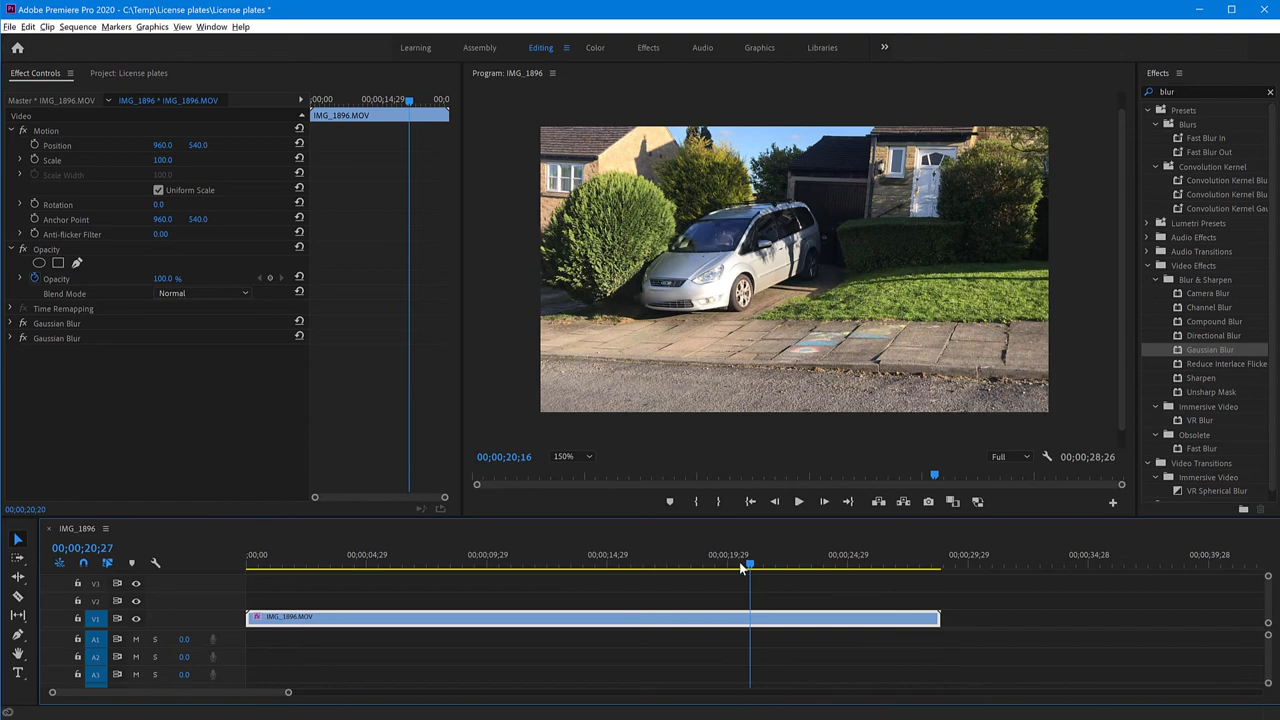 Adobe Premiere Pro 2020 - C:\Temp\License plates\License plates *
File Edit Clip Sequence Markers Graphics View Window Help
Learning Assembly Editing Color Effects Audio Graphics Libraries
Effect Controls Project: License plates
Master * IMG_1896.MOV IMG_1896 * IMG_1896.MOV
;00;00 00;00;14;29 00;0
Video
IMG_1896.MOV
Motion
Position 960.0 540.0
Scale 100.0
Scale Width 100.0
Uniform Scale
Rotation 0.0
Anchor Point 960.0 540.0
Anti-flicker Filter 0.00
Opacity
Opacity 100.0 %
Blend Mode Normal
Time Remapping
Gaussian Blur
Gaussian Blur
00;00;20;20
Program: IMG_1896
00;00;20;16 150% Full 00;00;28;26
Effects
blur
Presets
Blurs
Fast Blur In
Fast Blur Out
Convolution Kernel
Convolution Kernel Blu
Convolution Kernel Blu
Convolution Kernel Gau
Lumetri Presets
Audio Effects
Audio Transitions
Video Effects
Blur & Sharpen
Camera Blur
Channel Blur
Compound Blur
Directional Blur
Gaussian Blur
Reduce Interlace Flicke
Sharpen
Unsharp Mask
Immersive Video
VR Blur
Obsolete
Fast Blur
Video Transitions
Immersive Video
VR Spherical Blur
IMG_1896
00;00;20;27
;00;00 00;00;04;29 00;00;09;29 00;00;14;29 00;00;19;29 00;00;24;29 00;00;29;29 00;00;34;28 00;00;39;28
V3
V2
V1 fx IMG_1896.MOV
A1 M S 0.0
A2 M S 0.0
A3 M S 0.0